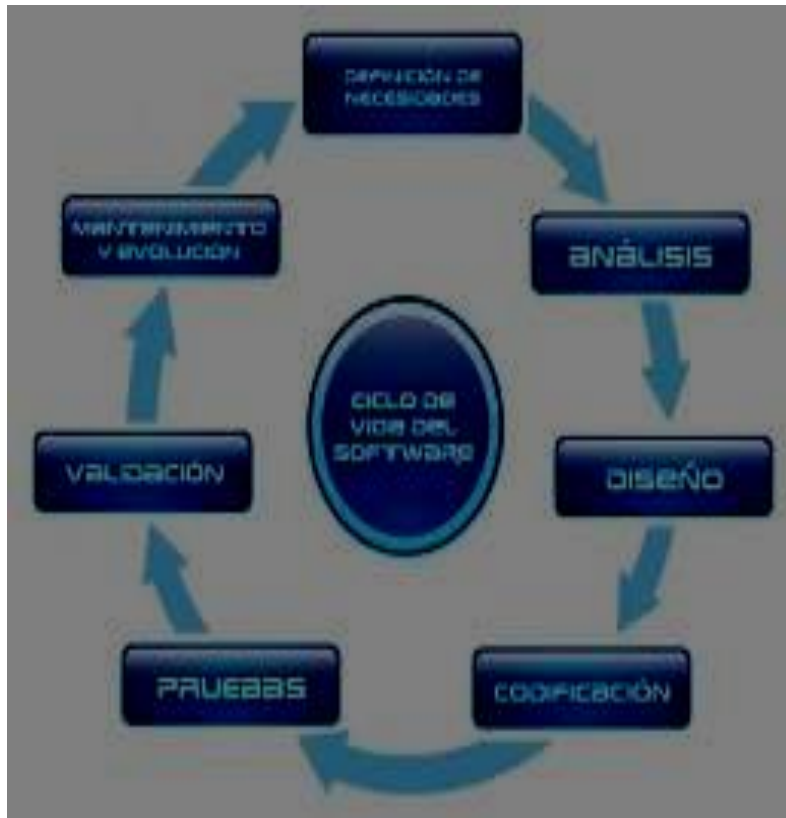 DEFINICIÓN DE
NECESIDADES
ANÁLISIS
DISEÑO
CODIFICACIÓN
PRUEBAS
VALIDACIÓN
MANTENIMIENTO
Y EVOLUCIÓN
CICLO DE
VIDA DEL
SOFTWARE